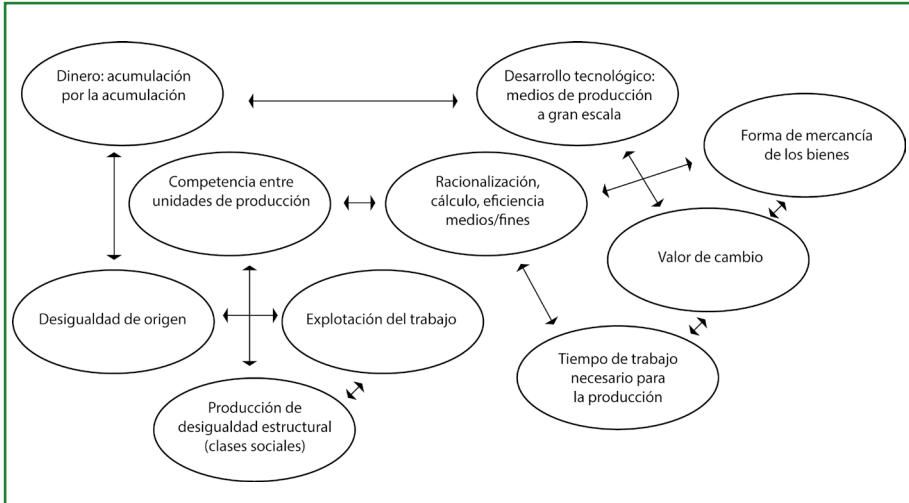 Dinero: acumulación
por la acumulación
Desarrollo tecnológico:
medios de producción
a gran escala
Forma de mercancía
de los bienes
Competencia entre
unidades de producción
Racionalización,
cálculo, eficiencia
medios/fines
Valor de cambio
Desigualdad de origen
Explotación del trabajo
Tiempo de trabajo
necesario para
la producción
Producción de
desigualdad estructural
(clases sociales)